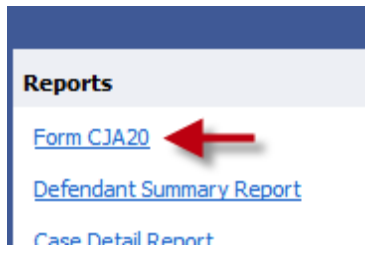 Reports
Form CJA20
Defendant Summary Report
Case Detail Report